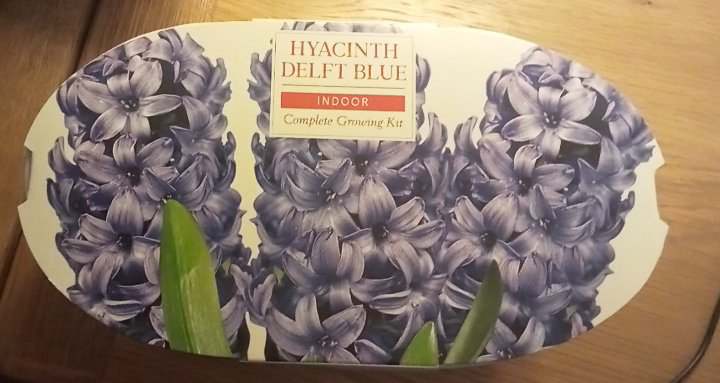 HYACINTH
DELFT BLUE
INDOOR
Complete Growing Kit